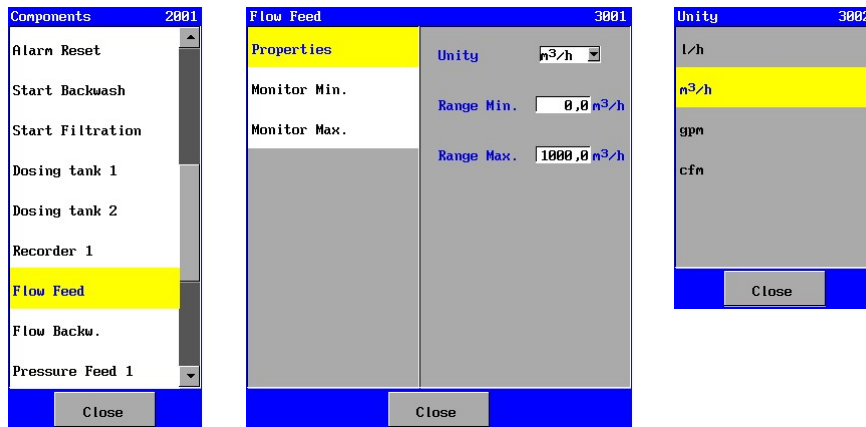 Components 2001
Alarm Reset
Start Backwash
Start Filtration
Dosing tank 1
Dosing tank 2
Recorder 1
Flow Feed
Flow Backw.
Pressure Feed 1
Close
Flow Feed 3001
Properties
Monitor Min.
Monitor Max.
Unity m³/h
Range Min. 0,0 m³/h
Range Max. 1000,0 m³/h
Close
Unity 3002
l/h
m³/h
gpm
cfm
Close